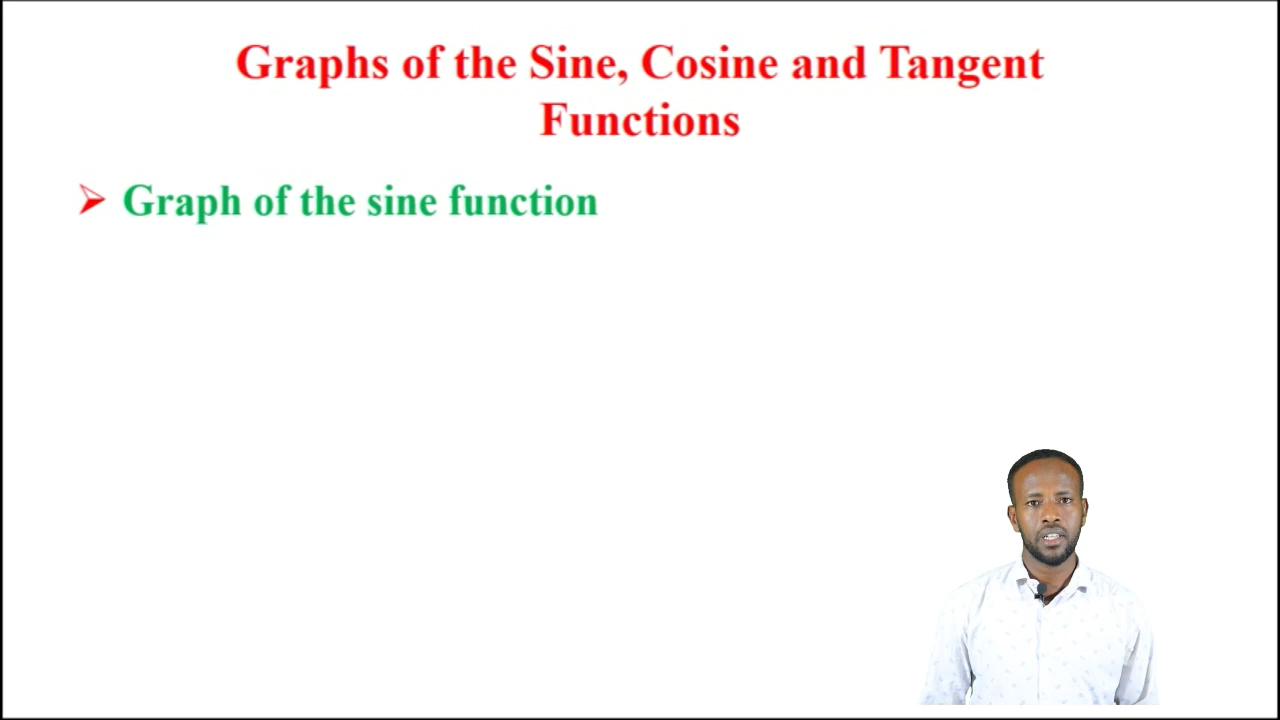 Graphs of the Sine, Cosine and Tangent
Functions
Graph of the sine function